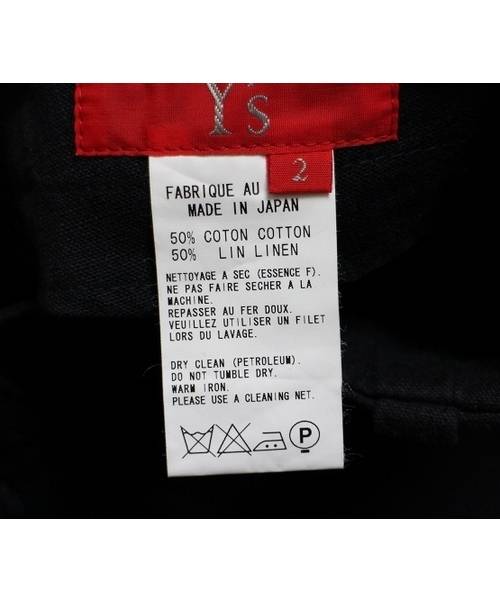 Y's
2
FABRIQUE AU
MADE IN JAPAN
50% COTON COTTON
50% LIN LINEN
NETTOYAGE A SEC (ESSENCE F).
NE PAS FAIRE SECHER A LA
MACHINE.
REPASSER AU FER DOUX.
VEUILLEZ UTILISER UN FILET
LORS DU LAVAGE.
DRY CLEAN (PETROLEUM).
DO NOT TUMBLE DRY.
WARM IRON.
PLEASE USE A CLEANING NET.
P